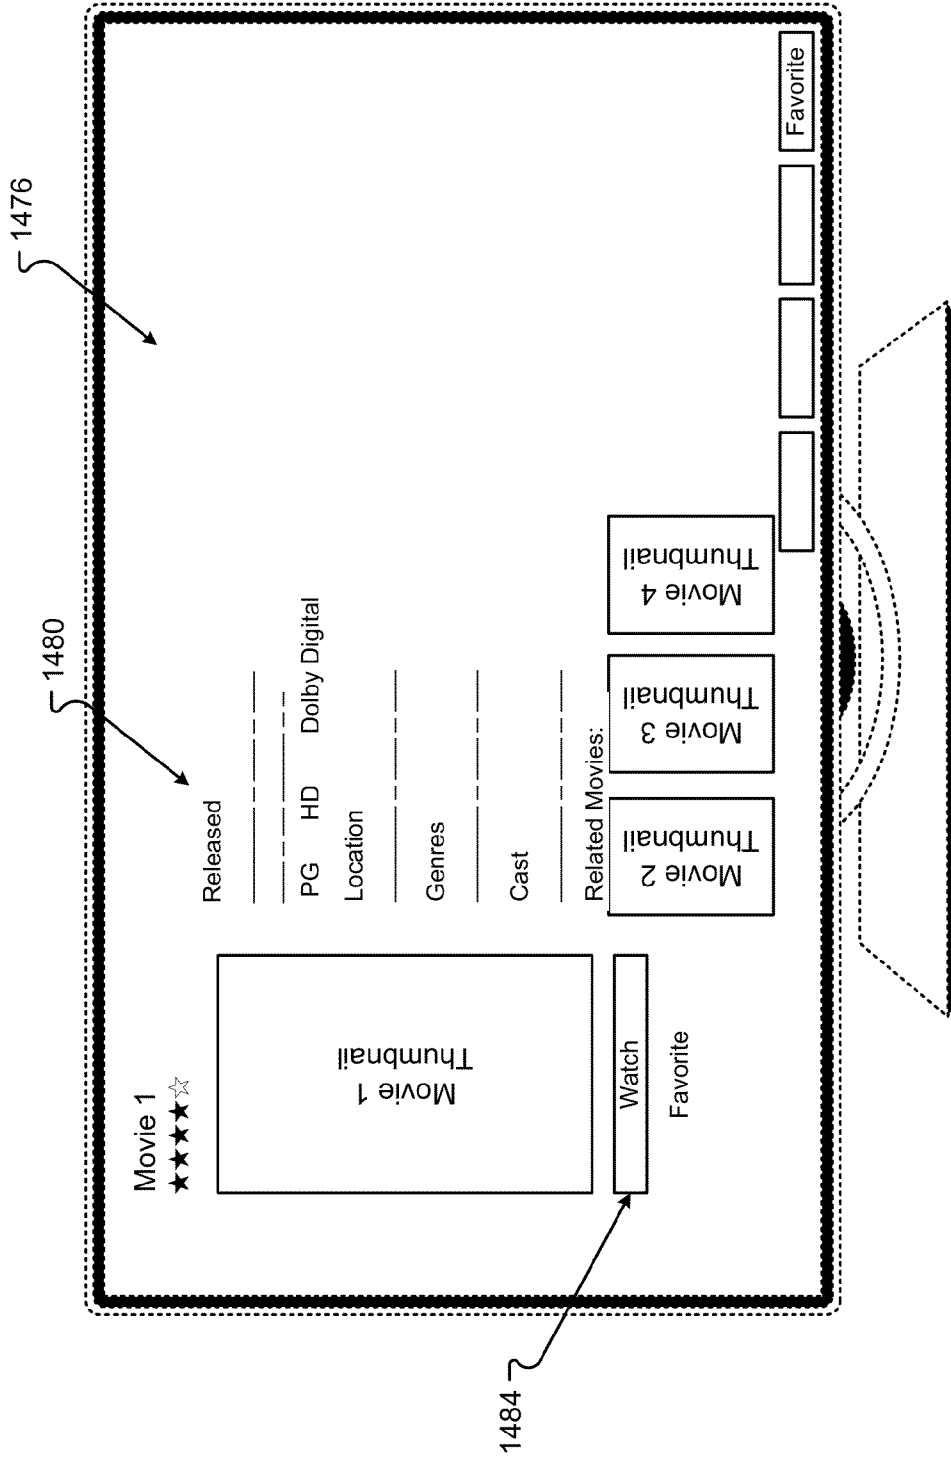 1476
1480
Movie 1
★★★★☆
Movie 1
Thumbnail
Watch
Favorite
1484
Released
PG HD Dolby Digital
Location
Genres
Cast
Related Movies:
Movie 2
Thumbnail
Movie 3
Thumbnail
Movie 4
Thumbnail
Favorite